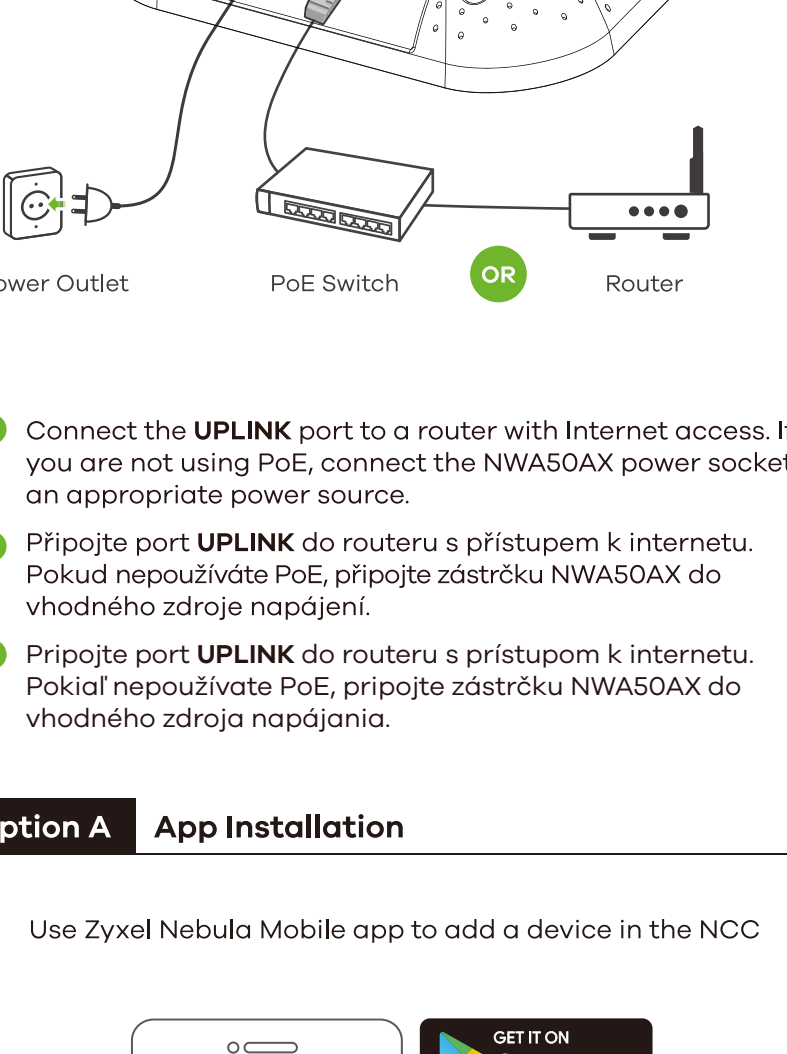 ower Outlet
PoE Switch
OR
Router
Connect the UPLINK port to a router with Internet access. If
you are not using PoE, connect the NWA50AX power socket
an appropriate power source.
Připojte port UPLINK do routeru s přístupem k internetu.
Pokud nepoužíváte PoE, připojte zástrčku NWA50AX do
vhodného zdroje napájení.
Pripojte port UPLINK do routeru s prístupom k internetu.
Pokiaľ nepoužívate PoE, pripojte zástrčku NWA50AX do
vhodného zdroja napájania.
ption A App Installation
Use Zyxel Nebula Mobile app to add a device in the NCC
GET IT ON